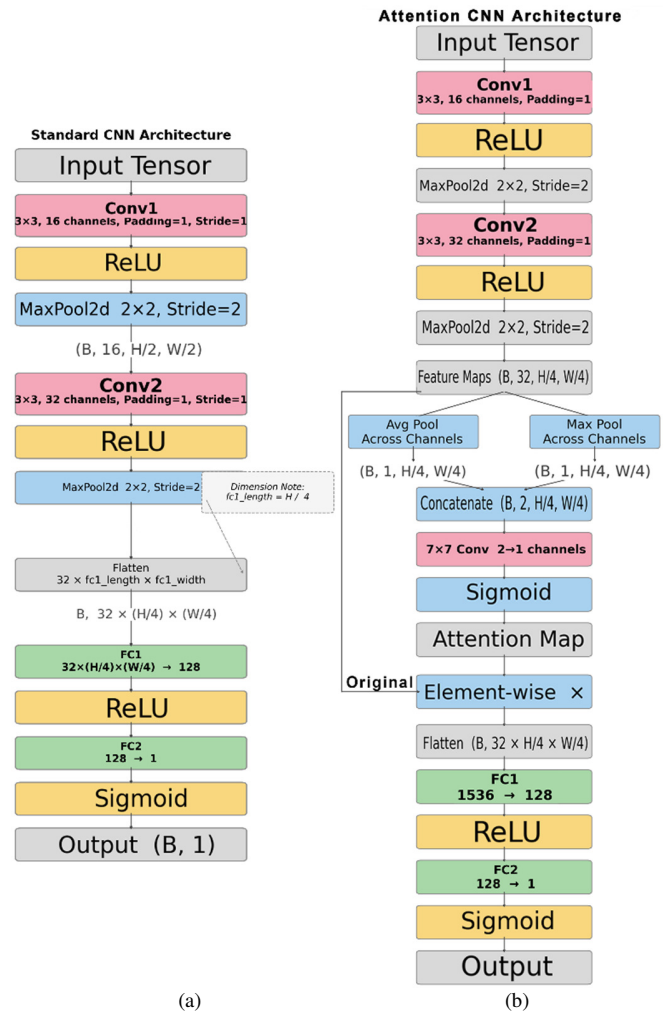 Standard CNN Architecture
Input Tensor
Conv1
3×3, 16 channels, Padding=1, Stride=1
ReLU
MaxPool2d 2×2, Stride=2
(B, 16, H/2, W/2)
Conv2
3×3, 32 channels, Padding=1, Stride=1
ReLU
MaxPool2d 2×2, Stride=2
Dimension Note:
fc1_length = H / 4
Flatten
32 × fc1_length × fc1_width
B, 32 × (H/4) × (W/4)
FC1
32×(H/4)×(W/4) → 128
ReLU
FC2
128 → 1
Sigmoid
Output (B, 1)
(a)
Attention CNN Architecture
Input Tensor
Conv1
3×3, 16 channels, Padding=1
ReLU
MaxPool2d 2×2, Stride=2
Conv2
3×3, 32 channels, Padding=1
ReLU
MaxPool2d 2×2, Stride=2
Feature Maps (B, 32, H/4, W/4)
Avg Pool
Across Channels
Max Pool
Across Channels
(B, 1, H/4, W/4)
(B, 1, H/4, W/4)
Concatenate (B, 2, H/4, W/4)
7×7 Conv 2→1 channels
Sigmoid
Attention Map
Original
Element-wise ×
Flatten (B, 32 × H/4 × W/4)
FC1
1536 → 128
ReLU
FC2
128 → 1
Sigmoid
Output
(b)